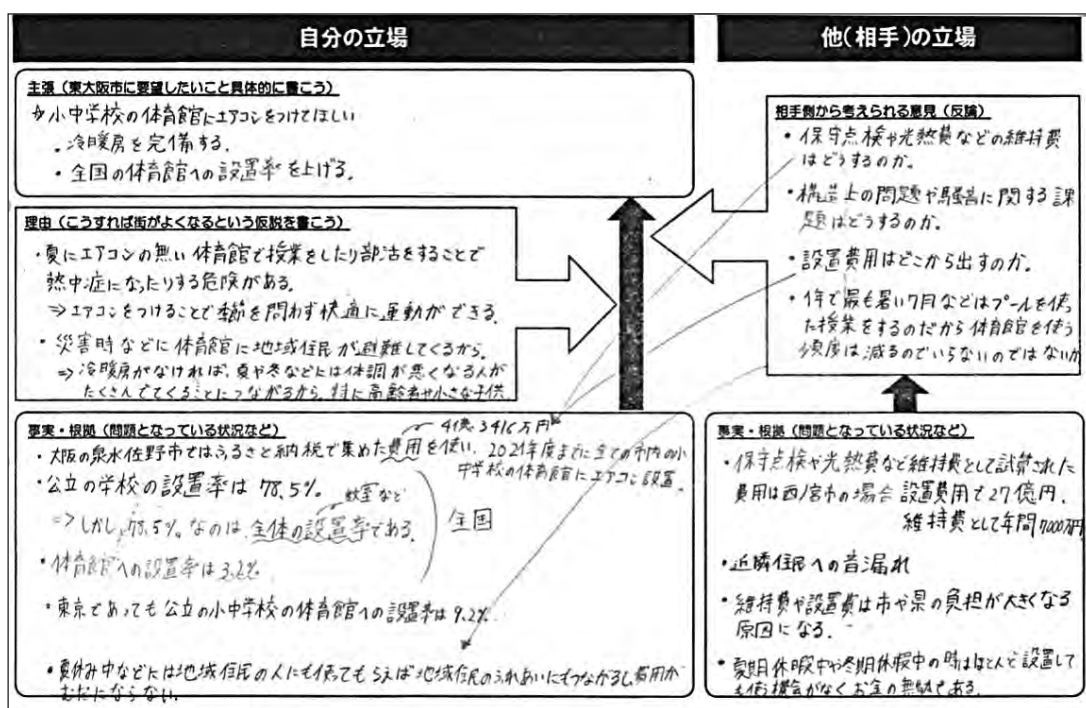 自分の立場
主張（東大阪市に要望したいこと具体的に書こう）
小中学校の体育館にエアコンをつけてほしい
・冷暖房を完備する.
・全国の体育館への設置率を上げる.
理由（こうすれば街がよくなるという仮説を書こう）
・夏にエアコンの無い体育館で授業をしたり部活をすることで
熱中症になったりする危険がある.
⇒エアコンをつけることで季節を問わず快適に運動ができる.
・災害時などに体育館に地域住民が避難してくるから.
⇒冷暖房がなければ、夏や冬などには体調が悪くなる人が
たくさんでてくることにつながるから. 特に高齢者や小さな子供
事実・根拠（問題となっている状況など）
41億3416万円
・大阪の泉佐野市ではふるさと納税で集めた費用を使い、2021年度までに全ての市内の小
中学校の体育館にエアコン設置.
・公立の学校の設置率は78.5%.
教室など
⇒しかし、78.5%なのは、全体の設置率である.
全国
・体育館への設置率は3.2%
・東京であっても公立の小中学校の体育館への設置率は9.2%.
・夏休み中などには地域住民の人にも使ってもらえば地域住民のふれあいにもつながるし費用が
むだにならない.
他（相手）の立場
相手側から考えられる意見（反論）
・保守点検や光熱費などの維持費
はどうするのか.
・構造上の問題や騒音に関する課
題はどうするのか.
・設置費用はどこから出すのか.
・1年で最も暑い7月などはプールを使っ
た授業をするのだから体育館を使う
頻度は減るのでいらないのではないか
事実・根拠（問題となっている状況など）
・保守点検や光熱費など維持費として試算された
費用は西ノ宮市の場合設置費用で27億円.
維持費として年間7000万円
・近隣住民への音漏れ
・維持費や設置費は市や県の負担が大きくなる
原因になる.
・夏期休暇中や冬期休暇中の時はほとんど設置して
も使う機会がなくお金の無駄である.